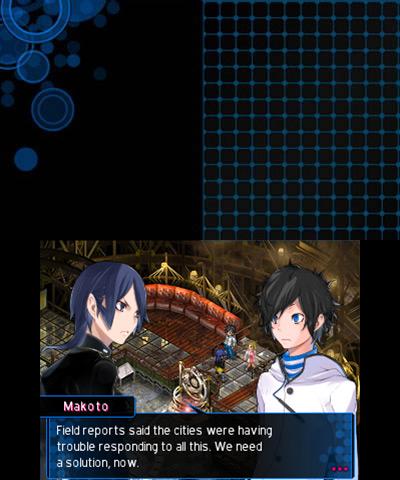 Makoto
Field reports said the cities were having
trouble responding to all this. We need
a solution, now.